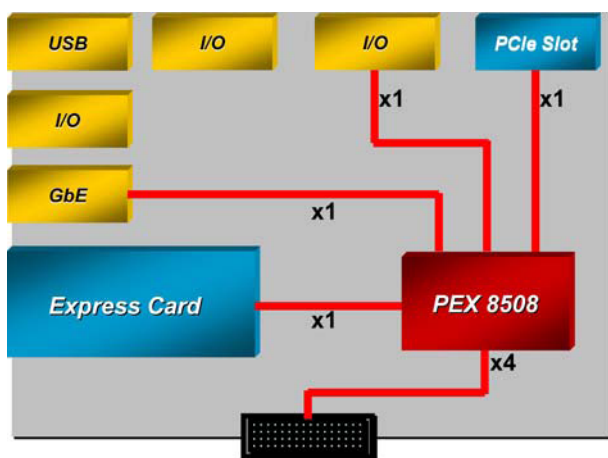 USB
I/O
I/O
PCIe Slot
x1
x1
I/O
GbE
x1
Express Card
x1
PEX 8508
x4